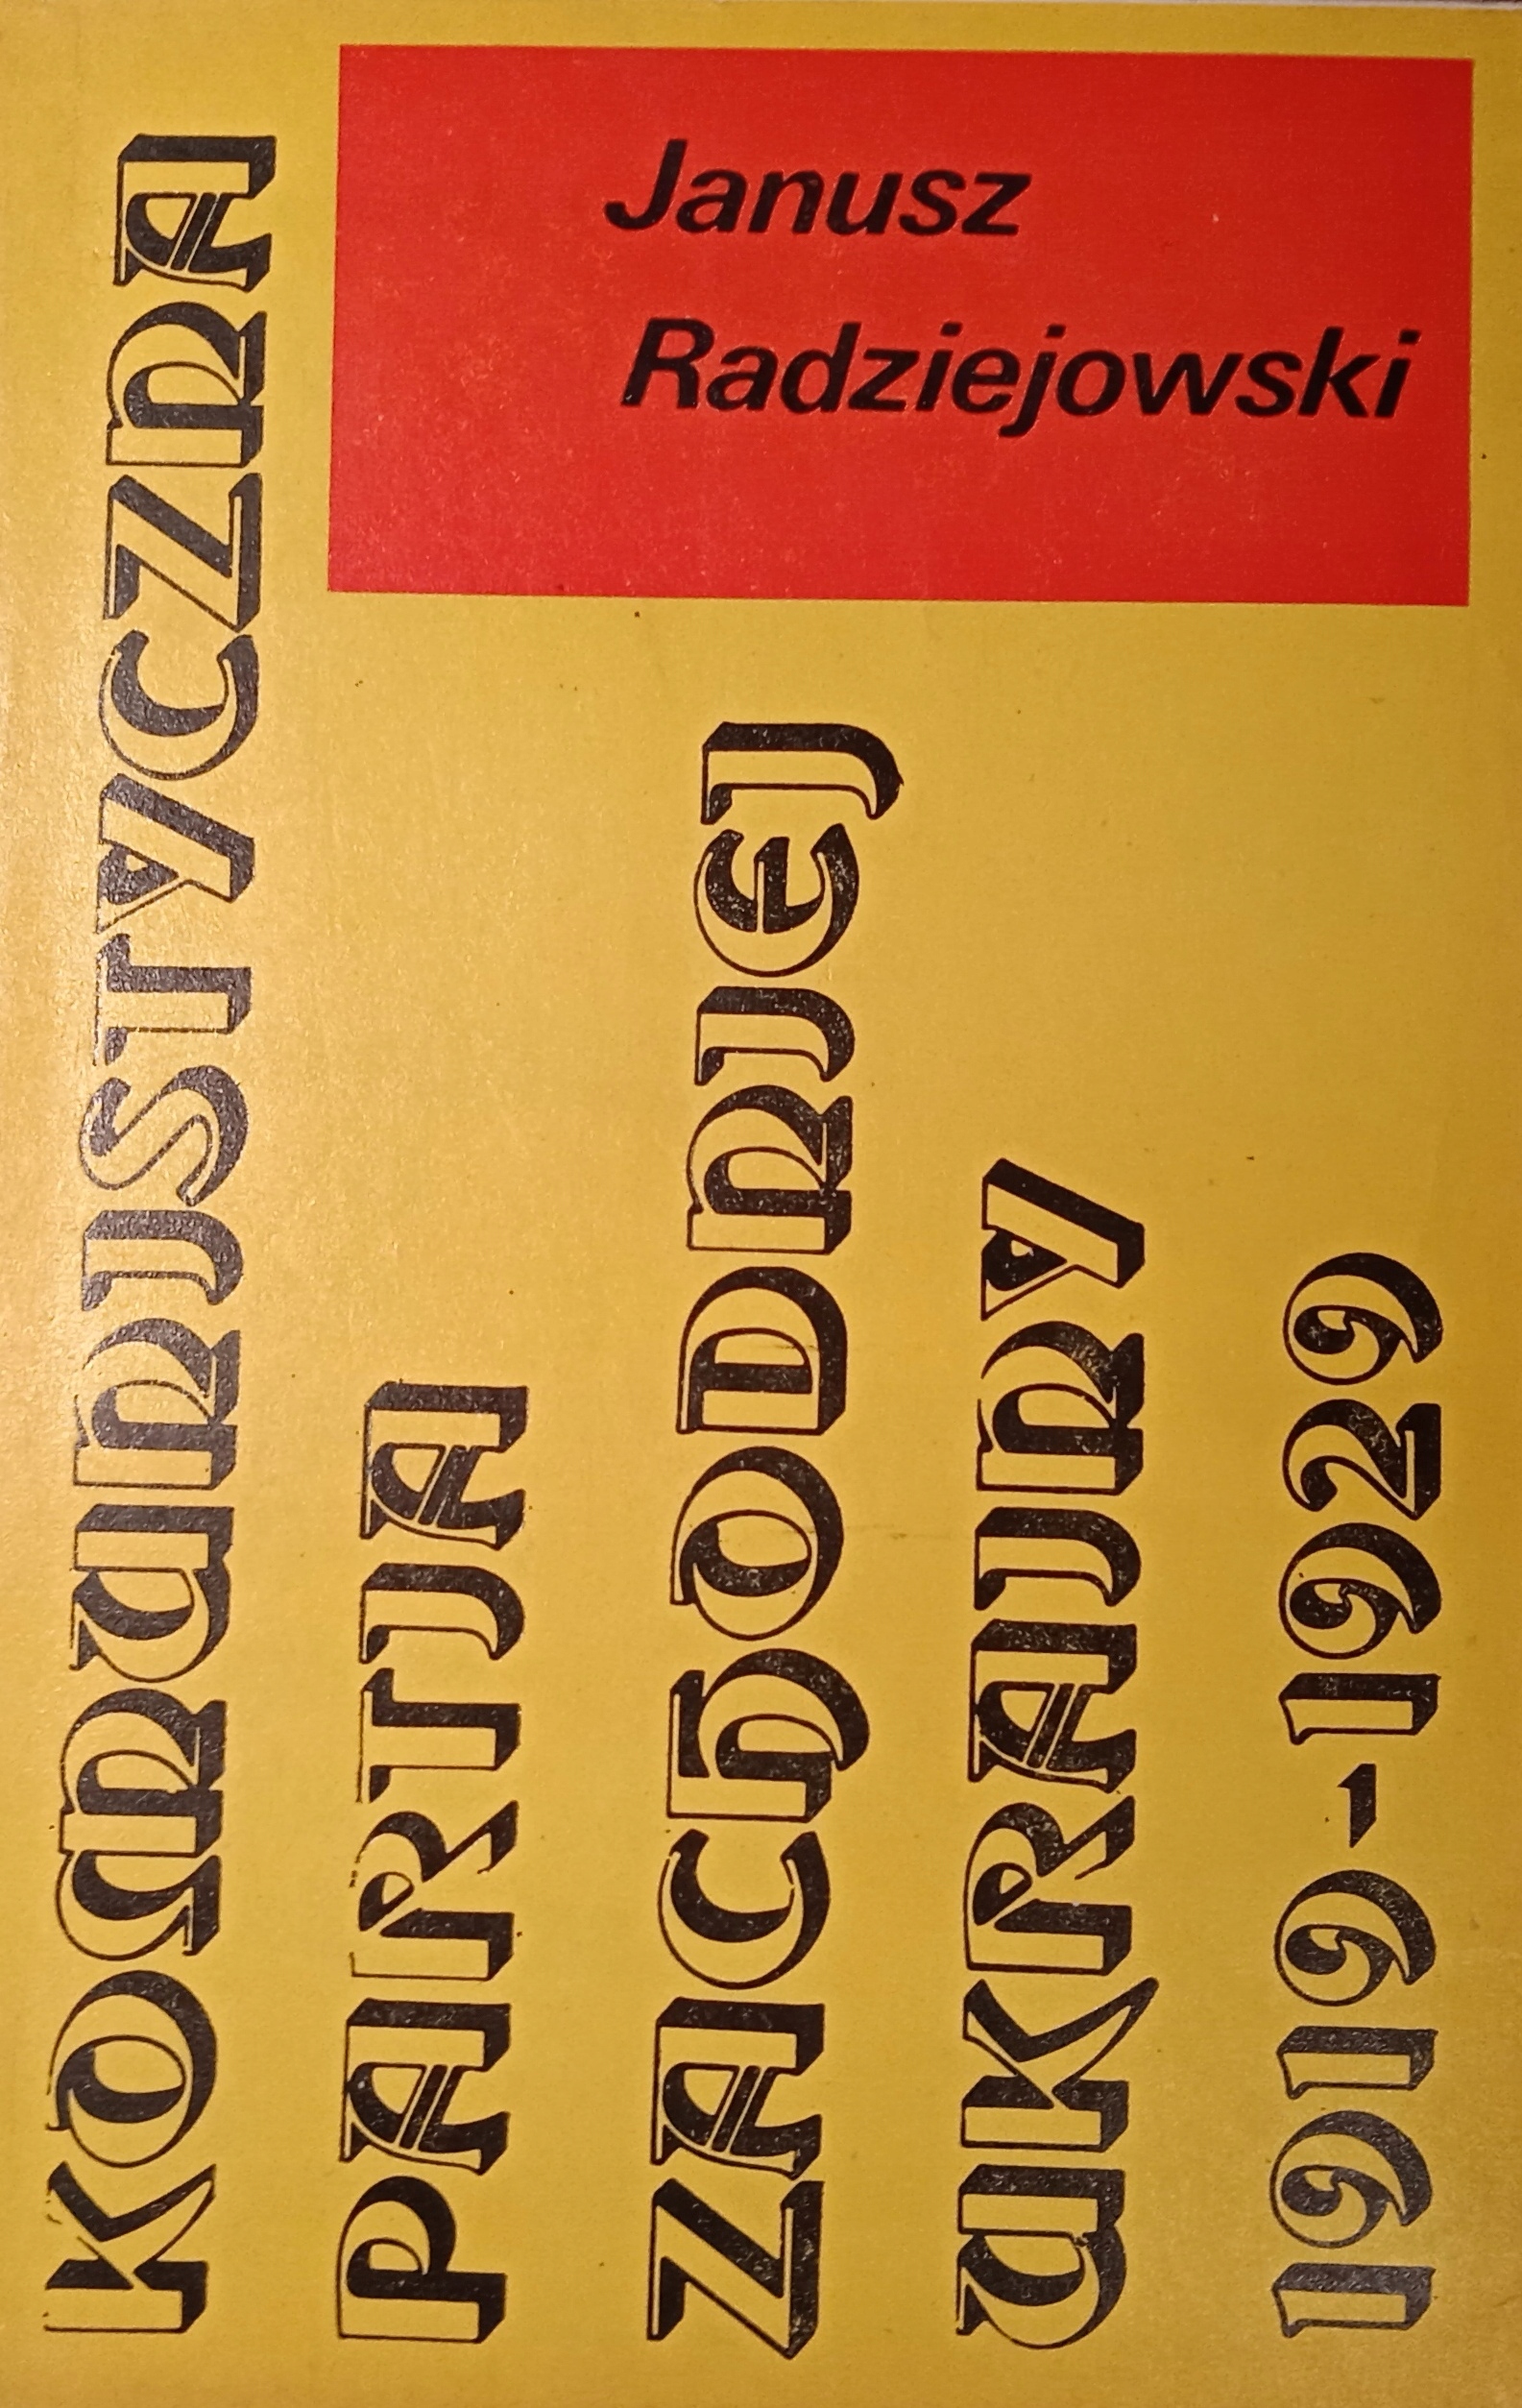 Janusz
Radziejowski
KOMUNISTYCZNA
PARTIA
ZACHODNIEJ
UKRAINY
1919-1929